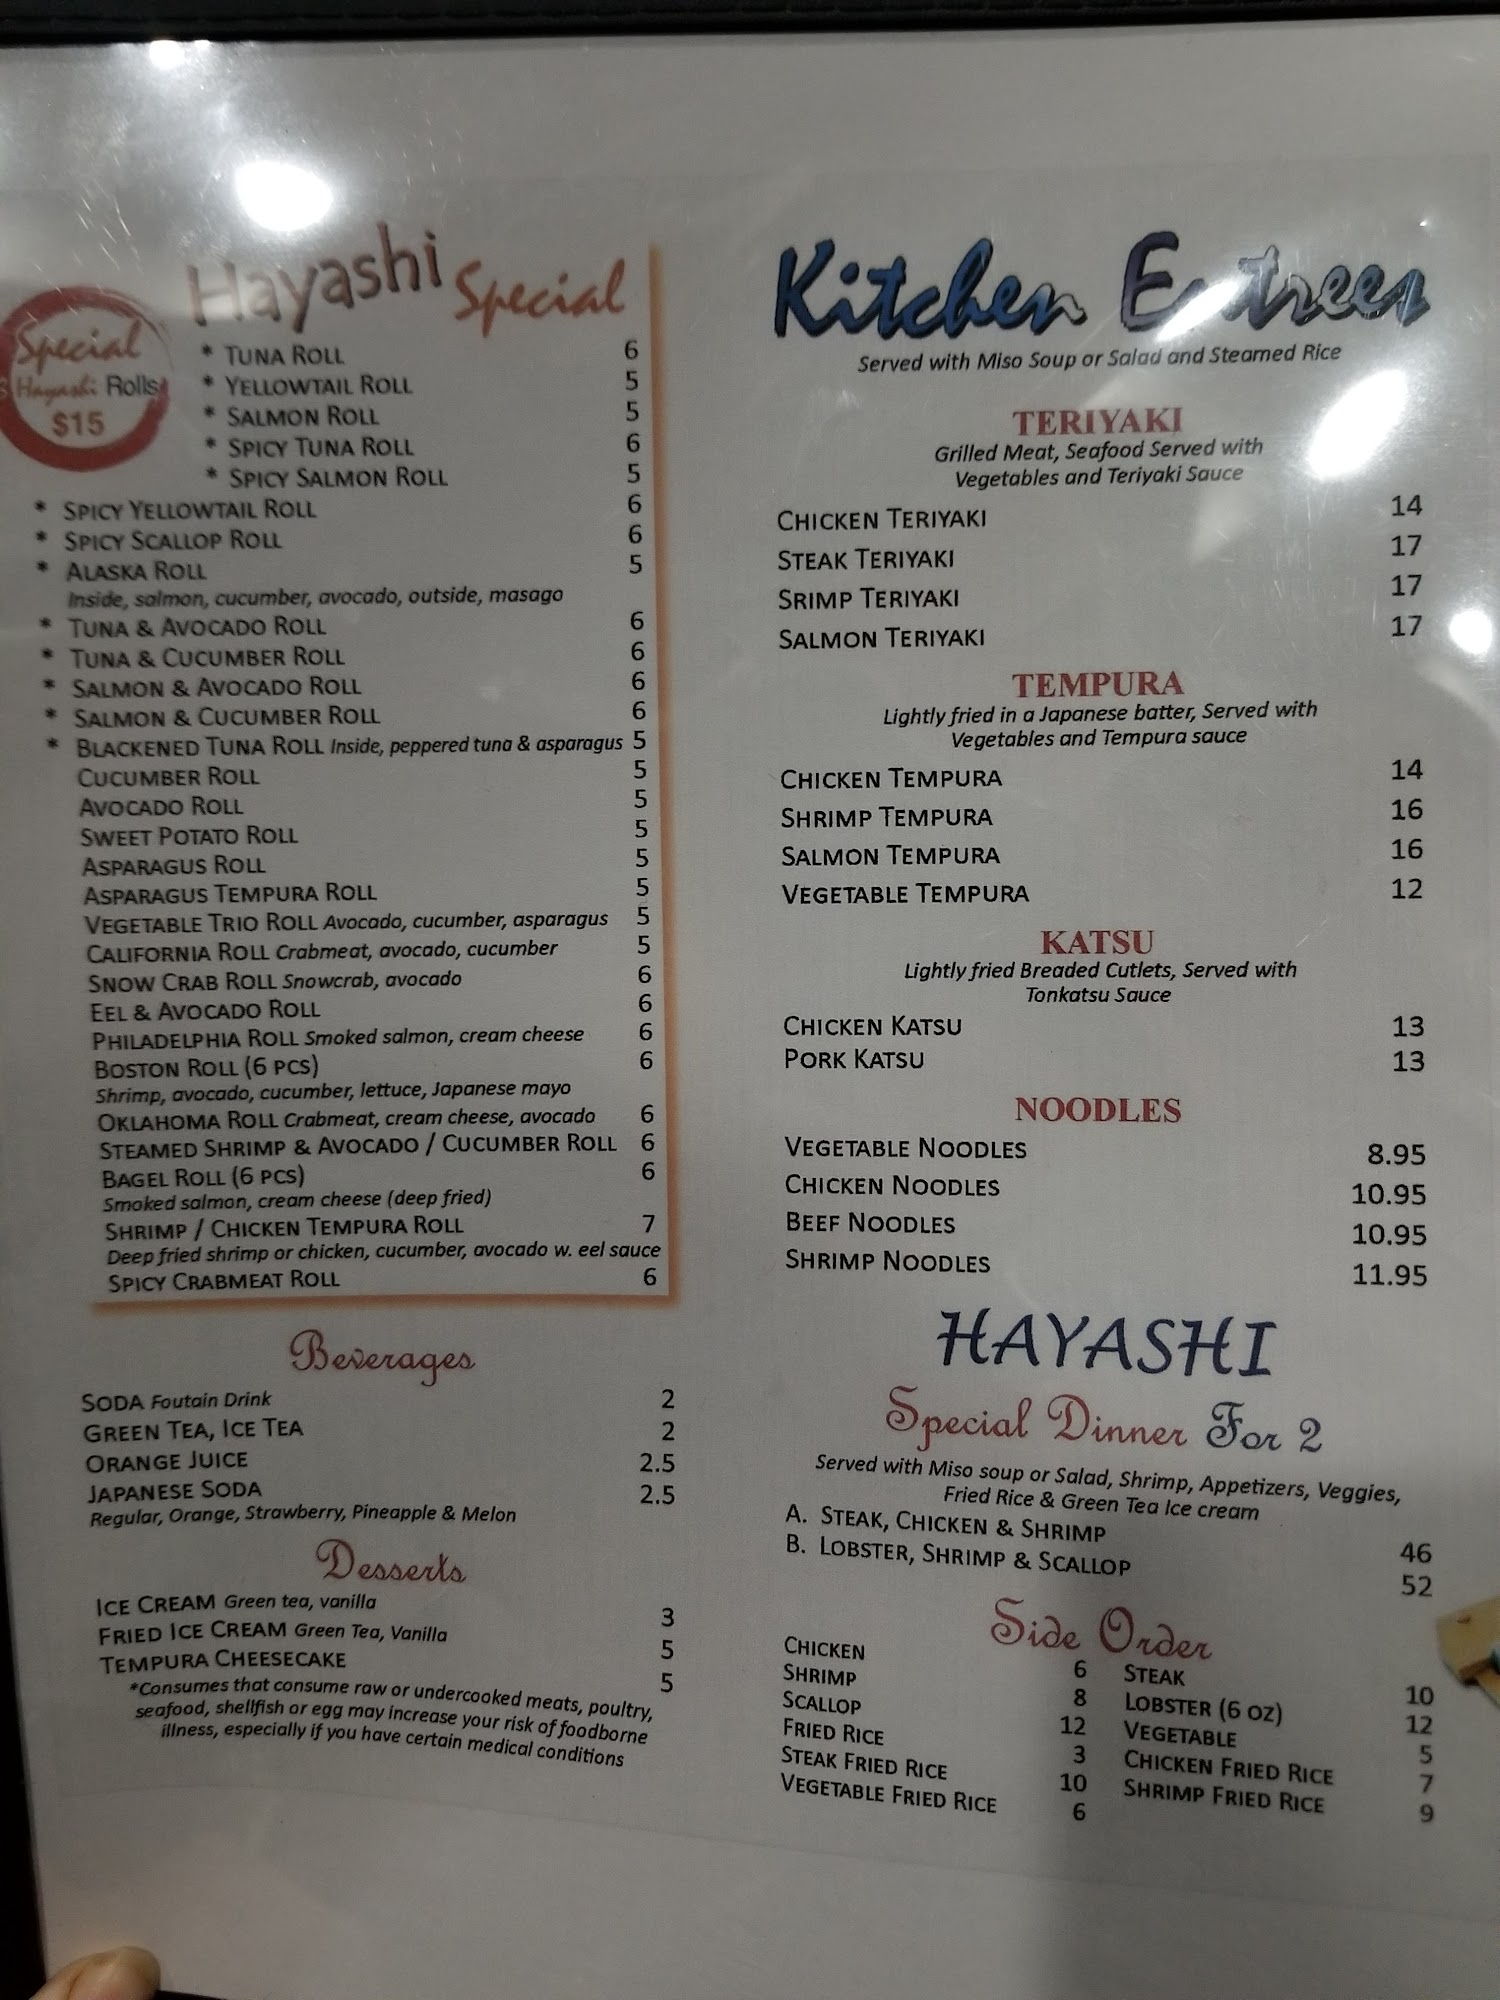 Hayashi Special
Special
3 Hayashi Rolls
$15
* Tuna Roll 6
* Yellowtail Roll 5
* Salmon Roll 5
* Spicy Tuna Roll 6
* Spicy Salmon Roll 5
* Spicy Yellowtail Roll 6
* Spicy Scallop Roll 6
* Alaska Roll 5
Inside, salmon, cucumber, avocado, outside, masago
* Tuna & Avocado Roll 6
* Tuna & Cucumber Roll 6
* Salmon & Avocado Roll 6
* Salmon & Cucumber Roll 6
* Blackened Tuna Roll Inside, peppered tuna & asparagus 5
Cucumber Roll 5
Avocado Roll 5
Sweet Potato Roll 5
Asparagus Roll 5
Asparagus Tempura Roll 5
Vegetable Trio Roll Avocado, cucumber, asparagus 5
California Roll Crabmeat, avocado, cucumber 5
Snow Crab Roll Snowcrab, avocado 6
Eel & Avocado Roll 6
Philadelphia Roll Smoked salmon, cream cheese 6
Boston Roll (6 pcs) 6
Shrimp, avocado, cucumber, lettuce, Japanese mayo
Oklahoma Roll Crabmeat, cream cheese, avocado 6
Steamed Shrimp & Avocado / Cucumber Roll 6
Bagel Roll (6 pcs) 6
Smoked salmon, cream cheese (deep fried)
Shrimp / Chicken Tempura Roll 7
Deep fried shrimp or chicken, cucumber, avocado w. eel sauce
Spicy Crabmeat Roll 6
Beverages
Soda Foutain Drink 2
Green Tea, Ice Tea 2
Orange Juice 2.5
Japanese Soda 2.5
Regular, Orange, Strawberry, Pineapple & Melon
Desserts
Ice Cream Green tea, vanilla 3
Fried Ice Cream Green Tea, Vanilla 5
Tempura Cheesecake 5
*Consumes that consume raw or undercooked meats, poultry,
seafood, shellfish or egg may increase your risk of foodborne
illness, especially if you have certain medical conditions
Kitchen Entrees
Served with Miso Soup or Salad and Steamed Rice
TERIYAKI
Grilled Meat, Seafood Served with
Vegetables and Teriyaki Sauce
Chicken Teriyaki 14
Steak Teriyaki 17
Srimp Teriyaki 17
Salmon Teriyaki 17
TEMPURA
Lightly fried in a Japanese batter, Served with
Vegetables and Tempura sauce
Chicken Tempura 14
Shrimp Tempura 16
Salmon Tempura 16
Vegetable Tempura 12
KATSU
Lightly fried Breaded Cutlets, Served with
Tonkatsu Sauce
Chicken Katsu 13
Pork Katsu 13
NOODLES
Vegetable Noodles 8.95
Chicken Noodles 10.95
Beef Noodles 10.95
Shrimp Noodles 11.95
HAYASHI
Special Dinner For 2
Served with Miso soup or Salad, Shrimp, Appetizers, Veggies,
Fried Rice & Green Tea Ice cream
A. Steak, Chicken & Shrimp 46
B. Lobster, Shrimp & Scallop 52
Side Order
Chicken 6 Steak 10
Shrimp 8 Lobster (6 oz) 12
Scallop 12 Vegetable 5
Fried Rice 3 Chicken Fried Rice 7
Steak Fried Rice 10 Shrimp Fried Rice 9
Vegetable Fried Rice 6